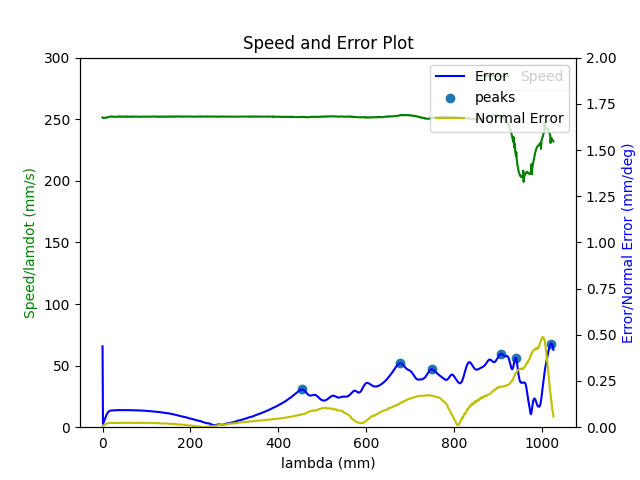 Speed and Error Plot
300
250
200
150
100
50
0
Speed/lamdot (mm/s)
0
200
400
600
800
1000
lambda (mm)
2.00
1.75
1.50
1.25
1.00
0.75
0.50
0.25
0.00
Error/Normal Error (mm/deg)
Error
Speed
peaks
Normal Error